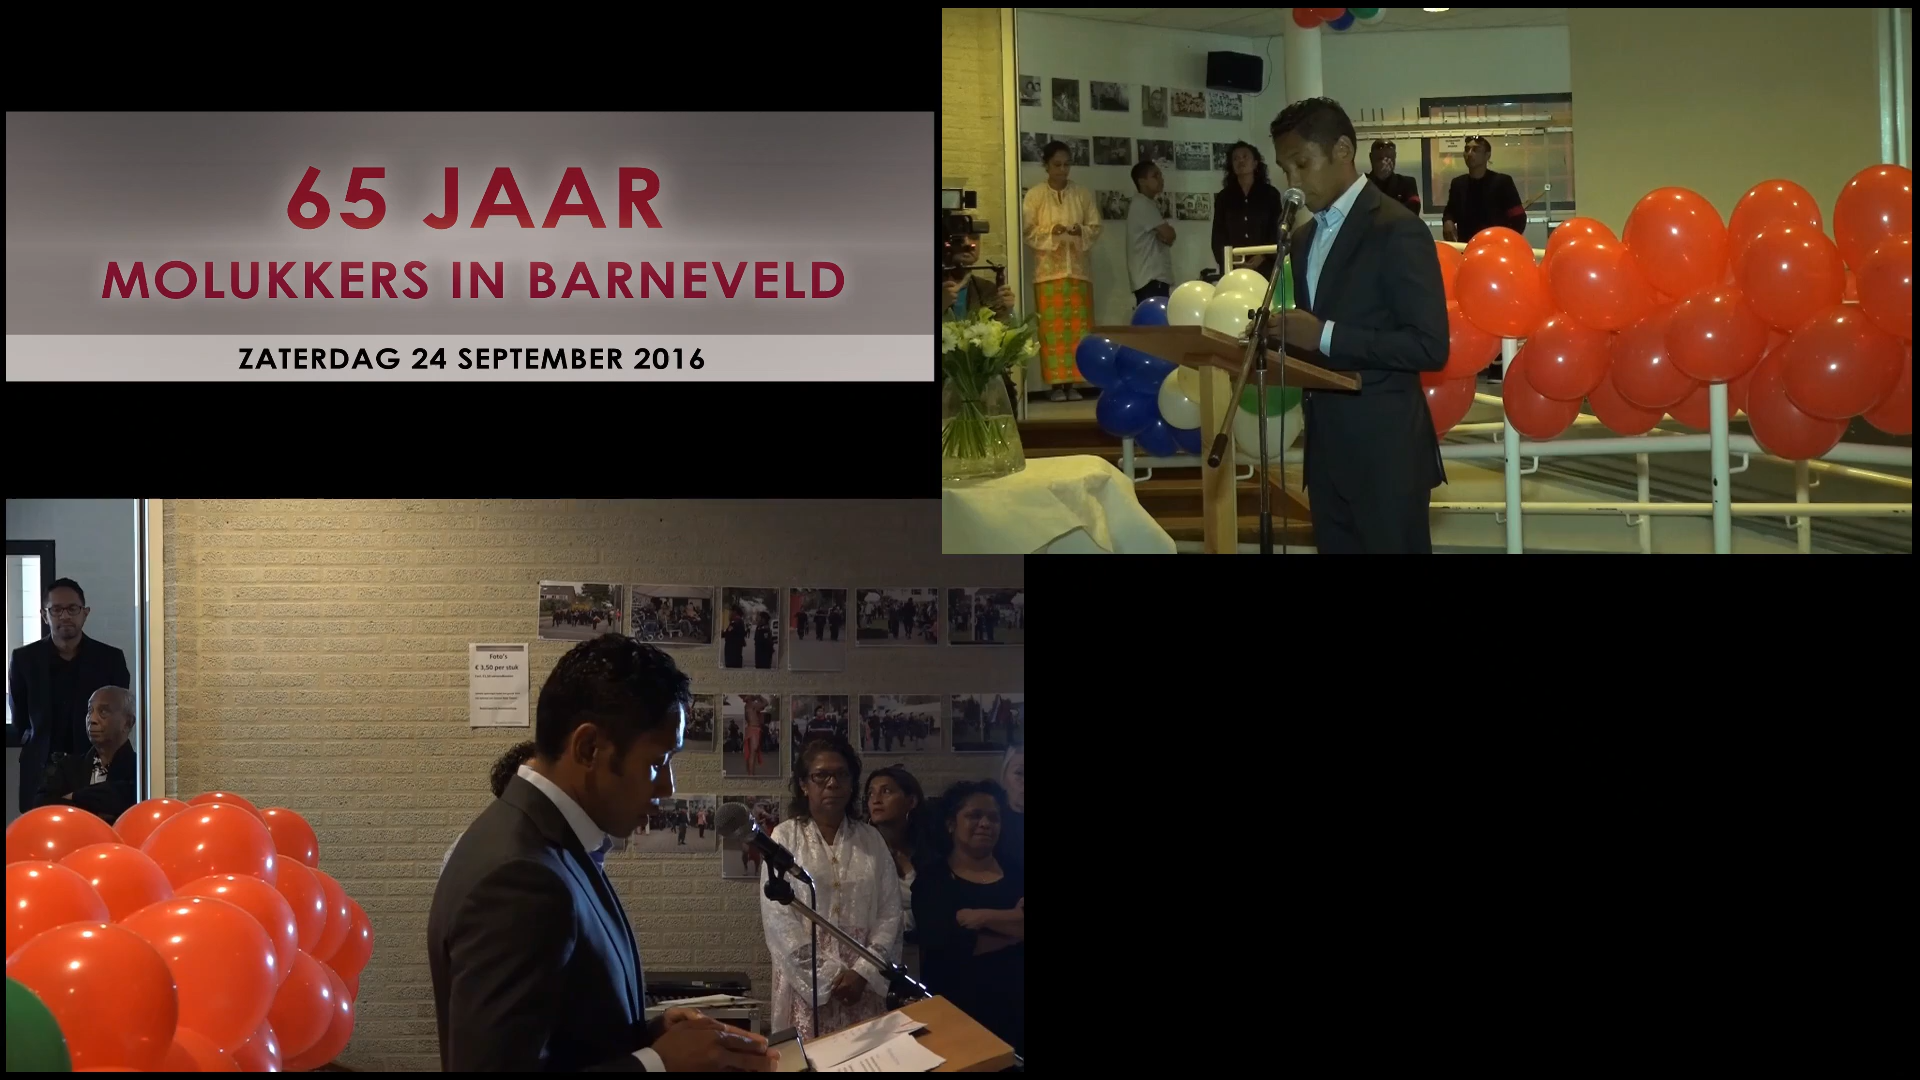 65 JAAR
MOLUKKERS IN BARNEVELD
ZATERDAG 24 SEPTEMBER 2016
Foto's
€ 3,50 per stuk